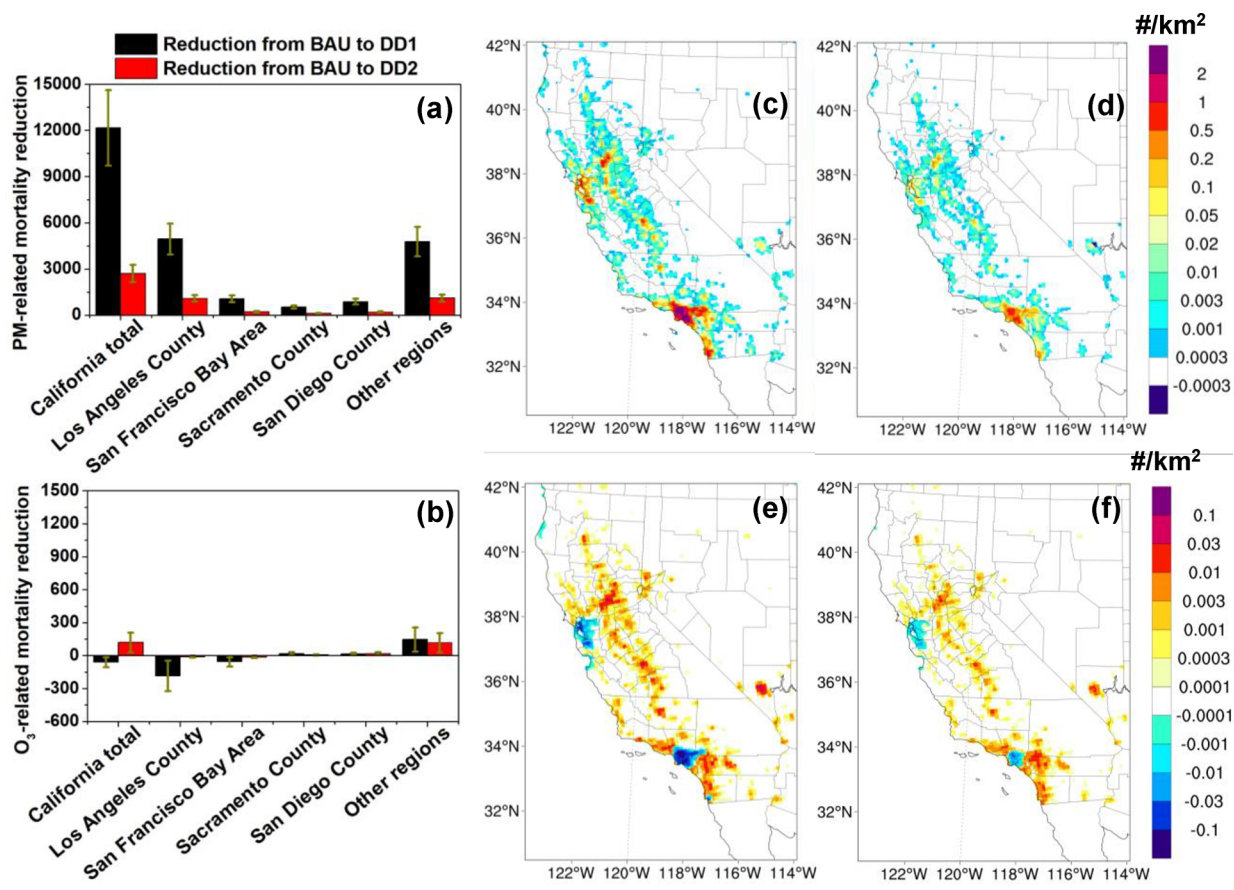 Reduction from BAU to DD1
Reduction from BAU to DD2
(a)
PM-related mortality reduction
15000
12000
9000
6000
3000
0
California total
Los Angeles County
San Francisco Bay Area
Sacramento County
San Diego County
Other regions
(c)
42°N
40°N
38°N
36°N
34°N
32°N
122°W 120°W 118°W 116°W 114°W
(d)
42°N
40°N
38°N
36°N
34°N
32°N
122°W 120°W 118°W 116°W 114°W
#/km²
2
1
0.5
0.2
0.1
0.05
0.02
0.01
0.003
0.001
0.0003
-0.0003
(b)
O₃-related mortality reduction
1500
1200
900
600
300
0
-300
-600
California total
Los Angeles County
San Francisco Bay Area
Sacramento County
San Diego County
Other regions
(e)
42°N
40°N
38°N
36°N
34°N
32°N
122°W 120°W 118°W 116°W 114°W
(f)
42°N
40°N
38°N
36°N
34°N
32°N
122°W 120°W 118°W 116°W 114°W
#/km²
0.1
0.03
0.01
0.003
0.001
0.0003
0.0001
-0.0001
-0.001
-0.01
-0.03
-0.1